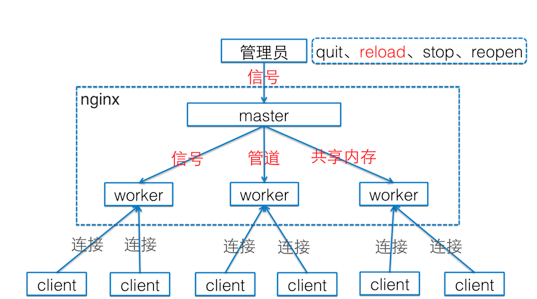 管理员
quit、reload、stop、reopen
信号
nginx
master
信号 管道 共享内存
worker worker worker
连接 连接 连接 连接 连接 连接
client client client client client client